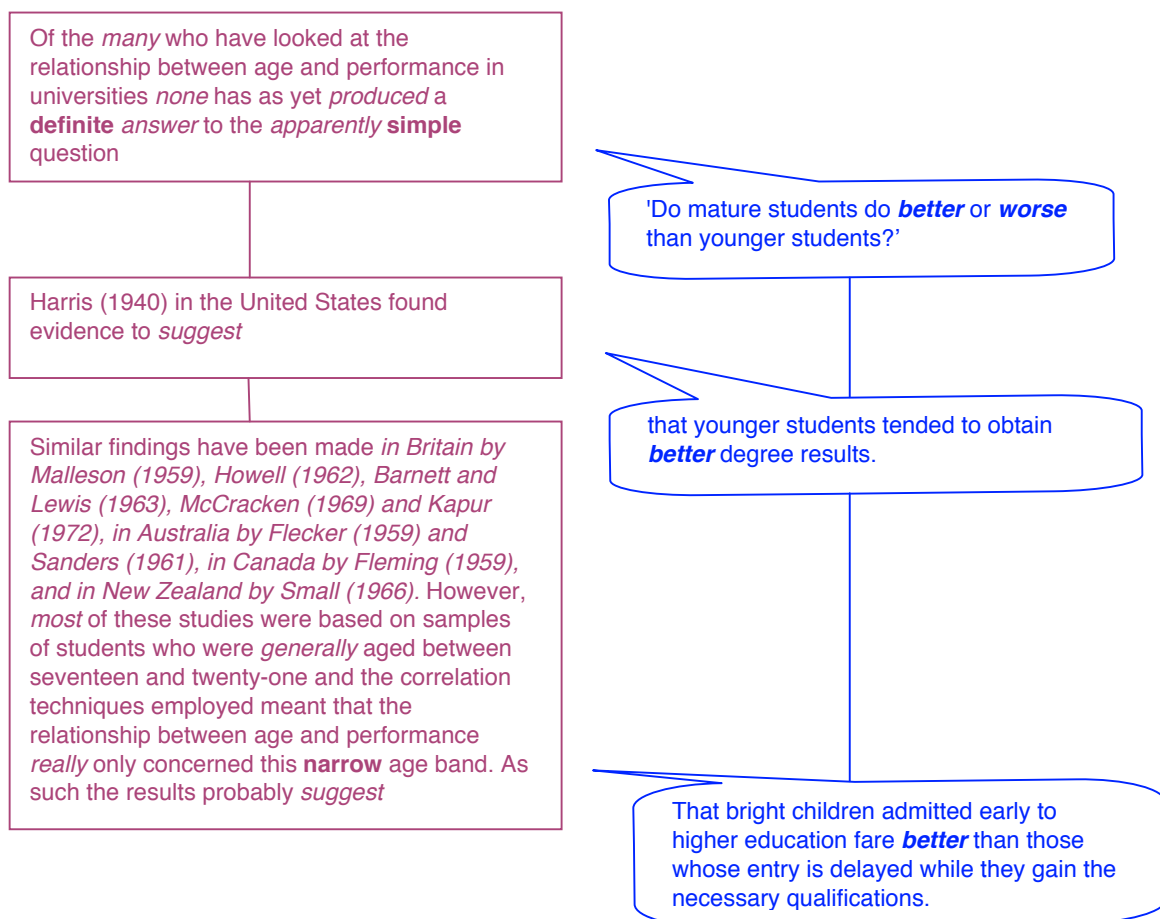 Of the many who have looked at the
relationship between age and performance in
universities none has as yet produced a
definite answer to the apparently simple
question
'Do mature students do better or worse
than younger students?’
Harris (1940) in the United States found
evidence to suggest
that younger students tended to obtain
better degree results.
Similar findings have been made in Britain by
Malleson (1959), Howell (1962), Barnett and
Lewis (1963), McCracken (1969) and Kapur
(1972), in Australia by Flecker (1959) and
Sanders (1961), in Canada by Fleming (1959),
and in New Zealand by Small (1966). However,
most of these studies were based on samples
of students who were generally aged between
seventeen and twenty-one and the correlation
techniques employed meant that the
relationship between age and performance
really only concerned this narrow age band. As
such the results probably suggest
That bright children admitted early to
higher education fare better than those
whose entry is delayed while they gain the
necessary qualifications.